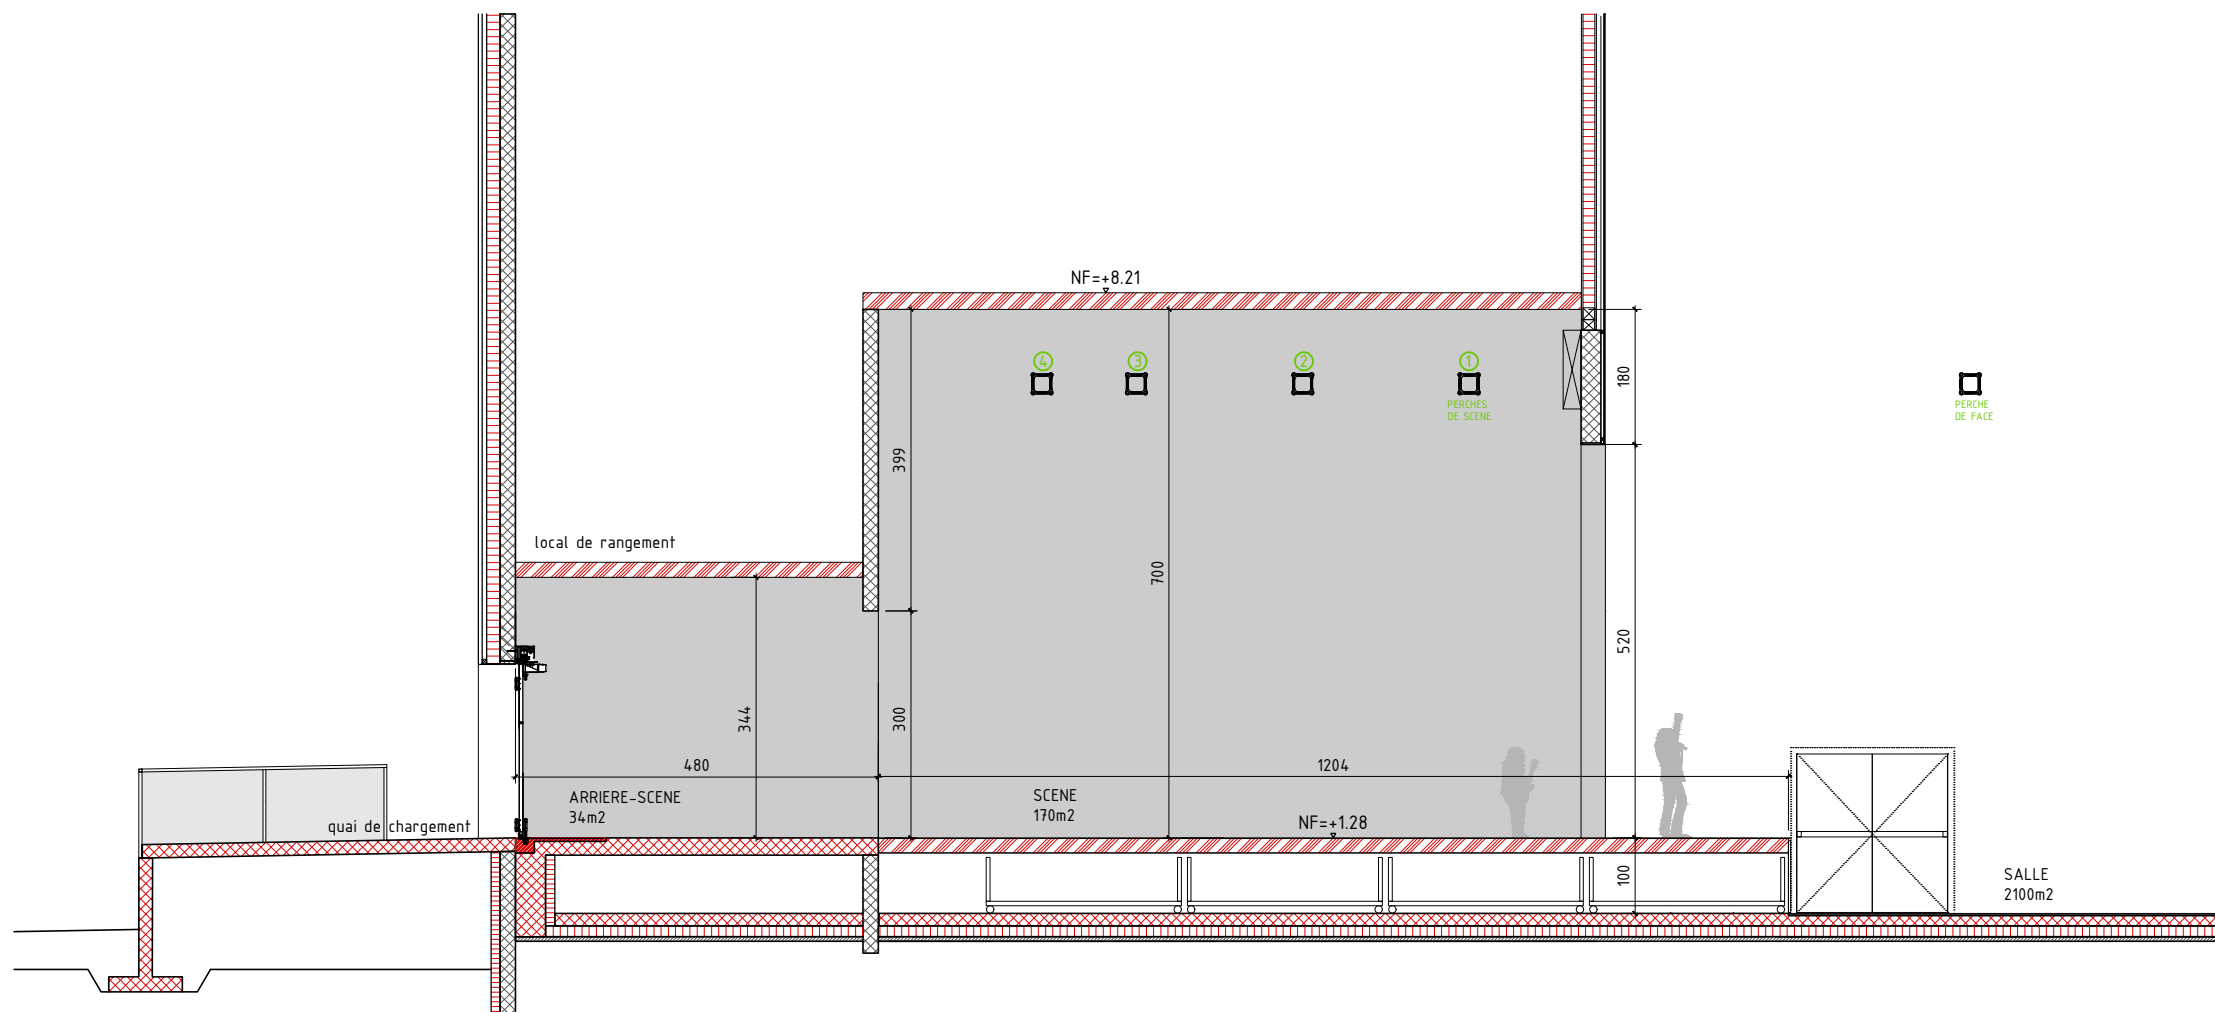 NF=+8.21
4
3
2
1
PERCHES
DE SCENE
PERCHE
DE FACE
180
399
local de rangement
700
520
344
300
480
1204
ARRIERE-SCENE
34m2
SCENE
170m2
quai de chargement
NF=+1.28
100
SALLE
2100m2